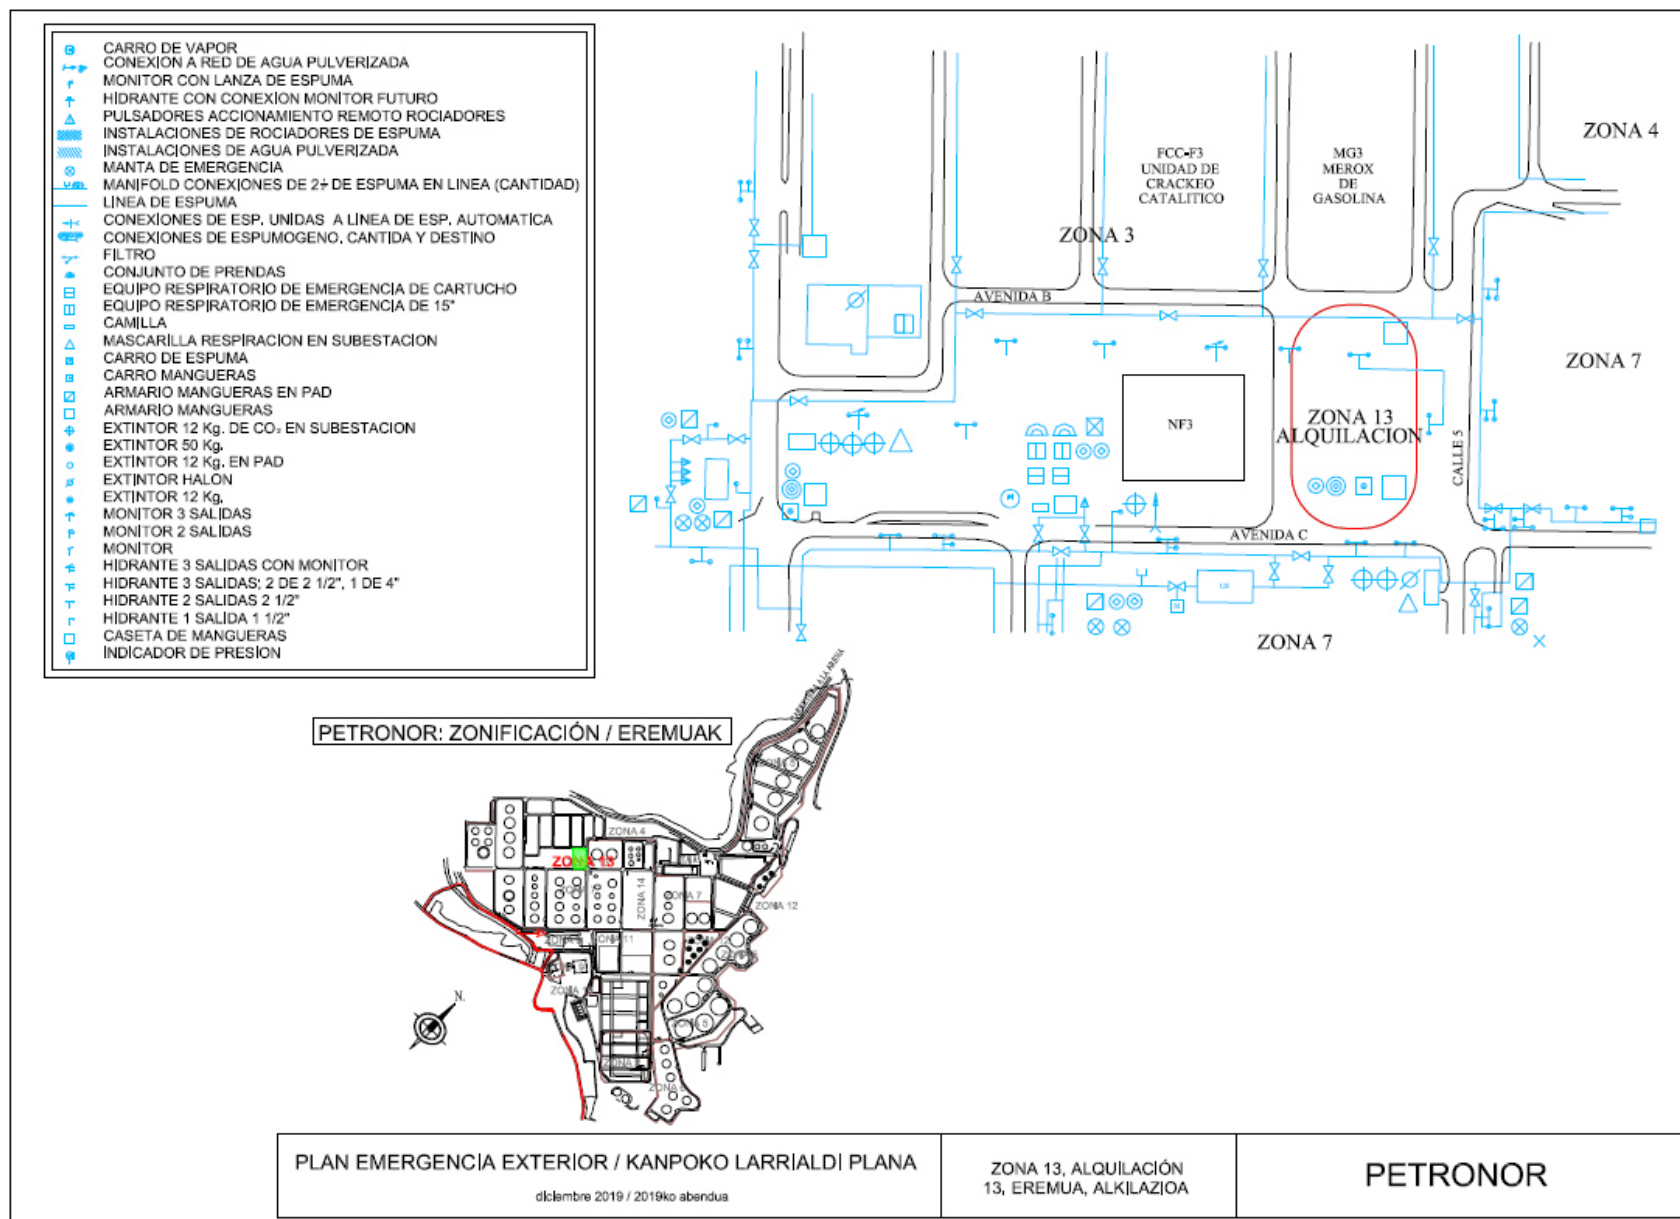 CARRO DE VAPOR
CONEXION A RED DE AGUA PULVERIZADA
MONITOR CON LANZA DE ESPUMA
HIDRANTE CON CONEXION MONITOR FUTURO
PULSADORES ACCIONAMIENTO REMOTO ROCIADORES
INSTALACIONES DE ROCIADORES DE ESPUMA
INSTALACIONES DE AGUA PULVERIZADA
MANTA DE EMERGENCIA
MANIFOLD CONEXIONES DE 2½ DE ESPUMA EN LINEA (CANTIDAD)
LINEA DE ESPUMA
CONEXIONES DE ESP. UNIDAS A LINEA DE ESP. AUTOMATICA
CONEXIONES DE ESPUMOGENO, CANTIDA Y DESTINO
FILTRO
CONJUNTO DE PRENDAS
EQUIPO RESPIRATORIO DE EMERGENCIA DE CARTUCHO
EQUIPO RESPIRATORIO DE EMERGENCIA DE 15"
CAMILLA
MASCARILLA RESPIRACION EN SUBESTACION
CARRO DE ESPUMA
CARRO MANGUERAS
ARMARIO MANGUERAS EN PAD
ARMARIO MANGUERAS
EXTINTOR 12 Kg. DE CO₂ EN SUBESTACION
EXTINTOR 50 Kg.
EXTINTOR 12 Kg. EN PAD
EXTINTOR HALON
EXTINTOR 12 Kg.
MONITOR 3 SALIDAS
MONITOR 2 SALIDAS
MONITOR
HIDRANTE 3 SALIDAS CON MONITOR
HIDRANTE 3 SALIDAS; 2 DE 2 1/2", 1 DE 4"
HIDRANTE 2 SALIDAS 2 1/2"
HIDRANTE 1 SALIDA 1 1/2"
CASETA DE MANGUERAS
INDICADOR DE PRESION
ZONA 4
FCC-F3
UNIDAD DE
CRACKEO
CATALITICO
MG3
MEROX
DE
GASOLINA
ZONA 3
AVENIDA B
ZONA 7
NF3
ZONA 13
ALQUILACION
CALLE 5
AVENIDA C
ZONA 7
PETRONOR: ZONIFICACIÓN / EREMUAK
ZONA 4
ZONA 13
ZONA 14
ZONA 7
ZONA 12
N.
PLAN EMERGENCIA EXTERIOR / KANPOKO LARRIALDI PLANA
diciembre 2019 / 2019ko abendua
ZONA 13, ALQUILACIÓN
13, EREMUA, ALKILAZIOA
PETRONOR